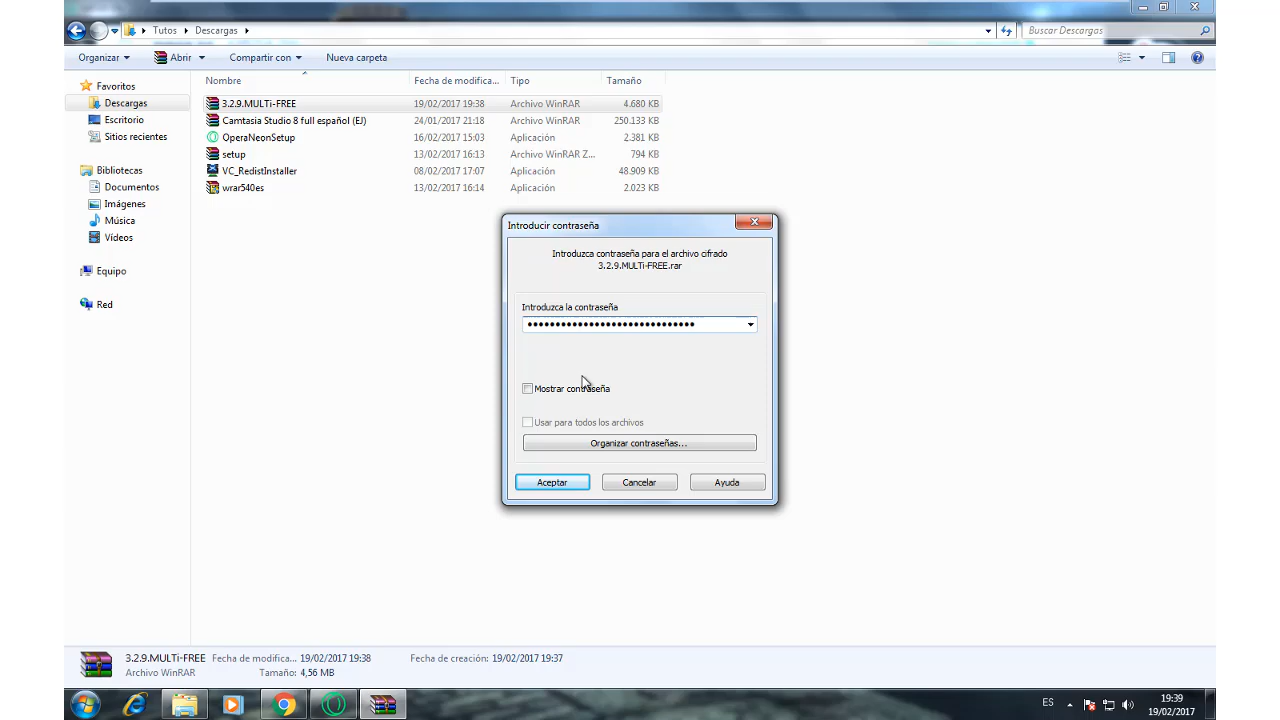 Tutos Descargas
Buscar Descargas
Organizar Abrir Compartir con Nueva carpeta
Favoritos
Descargas
Escritorio
Sitios recientes
Bibliotecas
Documentos
Imágenes
Música
Vídeos
Equipo
Red
Nombre Fecha de modifica... Tipo Tamaño
3.2.9.MULTi-FREE 19/02/2017 19:38 Archivo WinRAR 4.680 KB
Camtasia Studio 8 full español (EJ) 24/01/2017 21:18 Archivo WinRAR 250.133 KB
OperaNeonSetup 16/02/2017 15:03 Aplicación 2.381 KB
setup 13/02/2017 16:13 Archivo WinRAR Z... 794 KB
VC_RedistInstaller 08/02/2017 17:07 Aplicación 48.909 KB
wrar540es 13/02/2017 16:14 Aplicación 2.023 KB
Introducir contraseña
Introduzca contraseña para el archivo cifrado
3.2.9.MULTi-FREE.rar
Introduzca la contraseña
Mostrar contraseña
Usar para todos los archivos
Organizar contraseñas...
Aceptar Cancelar Ayuda
3.2.9.MULTi-FREE Fecha de modifica... 19/02/2017 19:38 Fecha de creación: 19/02/2017 19:37
Archivo WinRAR Tamaño: 4,56 MB
ES
19:39
19/02/2017